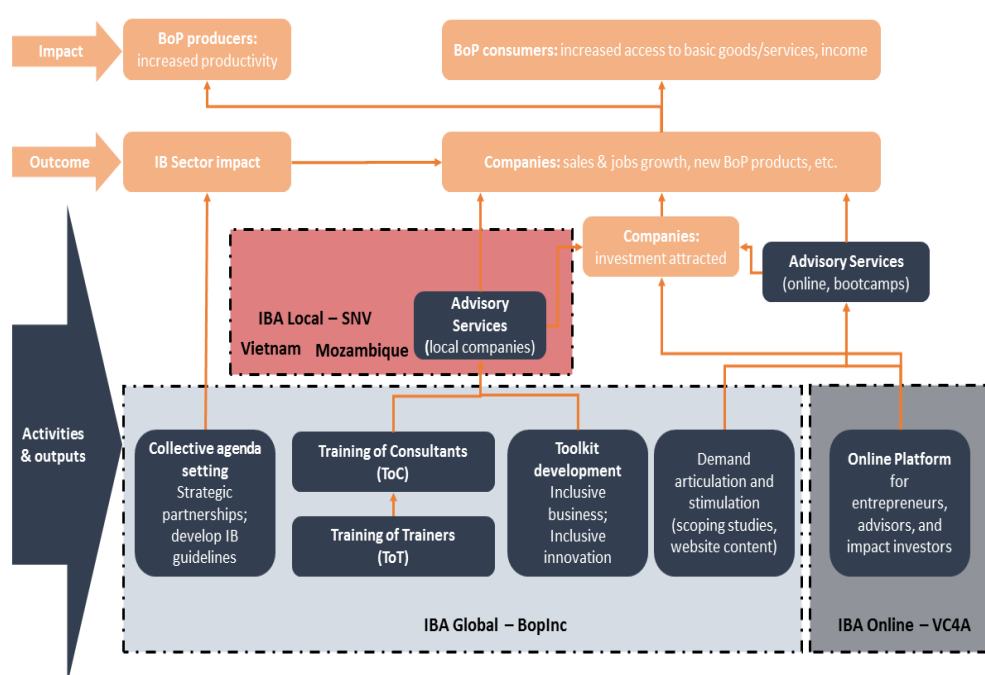 Impact
BoP producers:
increased productivity
BoP consumers: increased access to basic goods/services, income
Outcome
IB Sector impact
Companies: sales & jobs growth, new BoP products, etc.
Companies:
investment attracted
Advisory Services
(online, bootcamps)
Advisory
Services
(local companies)
IBA Local – SNV
Vietnam Mozambique
Activities
& outputs
Collective agenda
setting
Strategic
partnerships;
develop IB
guidelines
Training of Consultants
(ToC)
Training of Trainers
(ToT)
Toolkit
development
Inclusive
business;
Inclusive
innovation
Demand
articulation and
stimulation
(scoping studies,
website content)
Online Platform
for
entrepreneurs,
advisors, and
impact investors
IBA Global – BopInc
IBA Online – VC4A